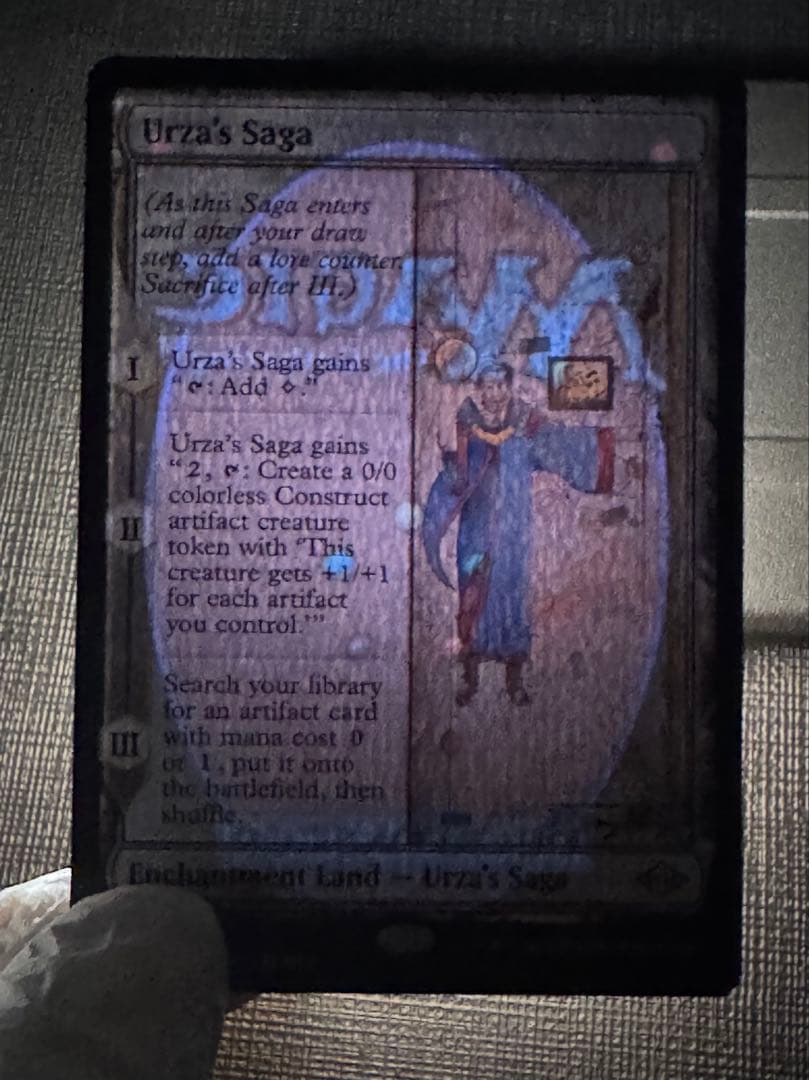 Urza's Saga
(As this Saga enters
and after your draw
step, add a lore counter.
Sacrifice after III.)
I
Urza's Saga gains
": Add ."
II
Urza's Saga gains
"2, : Create a 0/0
colorless Construct
artifact creature
token with 'This
creature gets +1/+1
for each artifact
you control.'"
III
Search your library
for an artifact card
with mana cost 0
or 1, put it onto
the battlefield, then
shuffle.
Enchantment Land — Urza's Saga